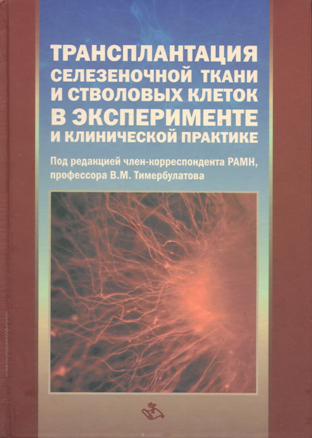 ТРАНСПЛАНТАЦИЯ
СЕЛЕЗЕНОЧНОЙ ТКАНИ
И СТВОЛОВЫХ КЛЕТОК
В ЭКСПЕРИМЕНТЕ
И КЛИНИЧЕСКОЙ ПРАКТИКЕ
Под редакцией член-корреспондента РАМН,
профессора В.М. Тимербулатова